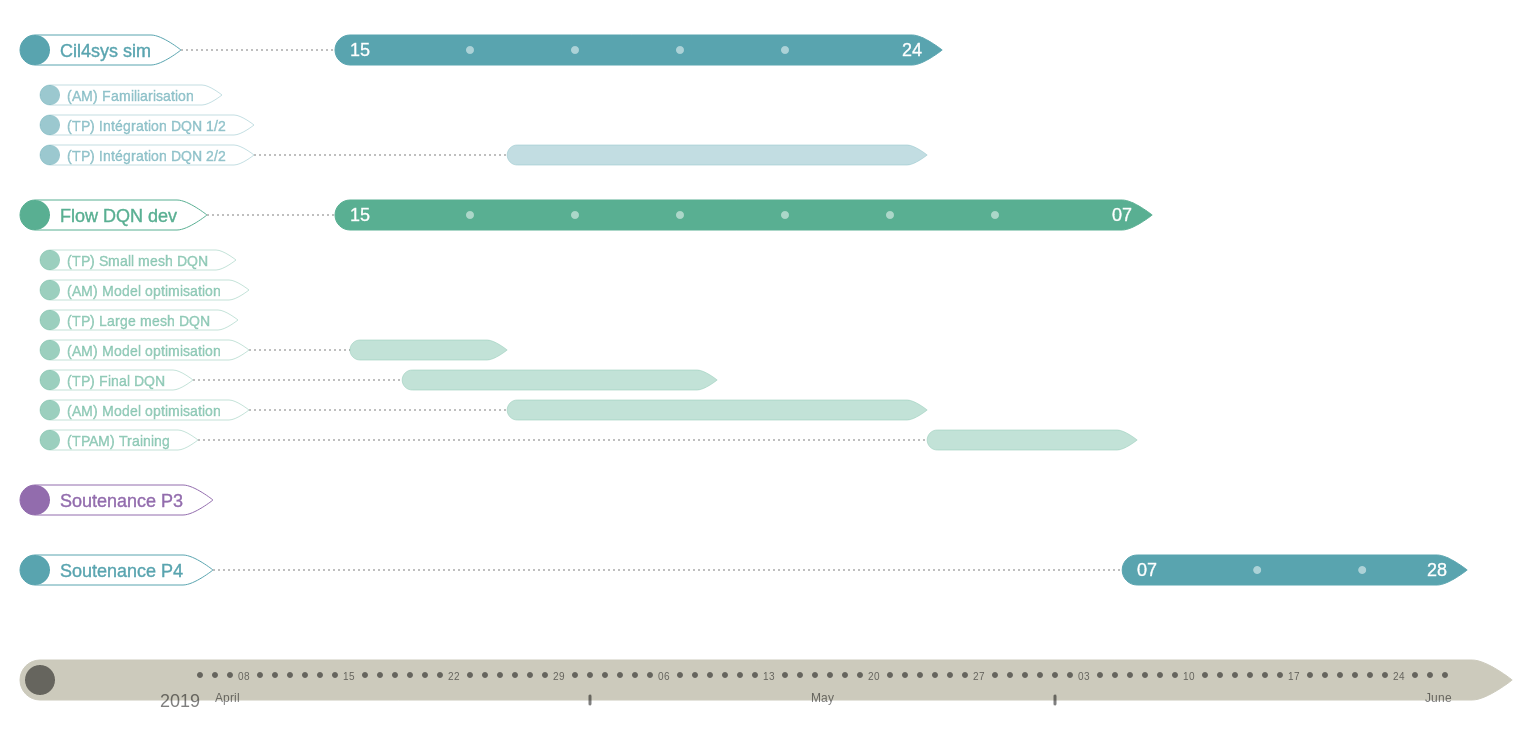 Cil4sys sim 15 24
(AM) Familiarisation
(TP) Intégration DQN 1/2
(TP) Intégration DQN 2/2
Flow DQN dev 15 07
(TP) Small mesh DQN
(AM) Model optimisation
(TP) Large mesh DQN
(AM) Model optimisation
(TP) Final DQN
(AM) Model optimisation
(TPAM) Training
Soutenance P3
Soutenance P4 07 28
08 15 22 29 06 13 20 27 03 10 17 24
2019 April May June